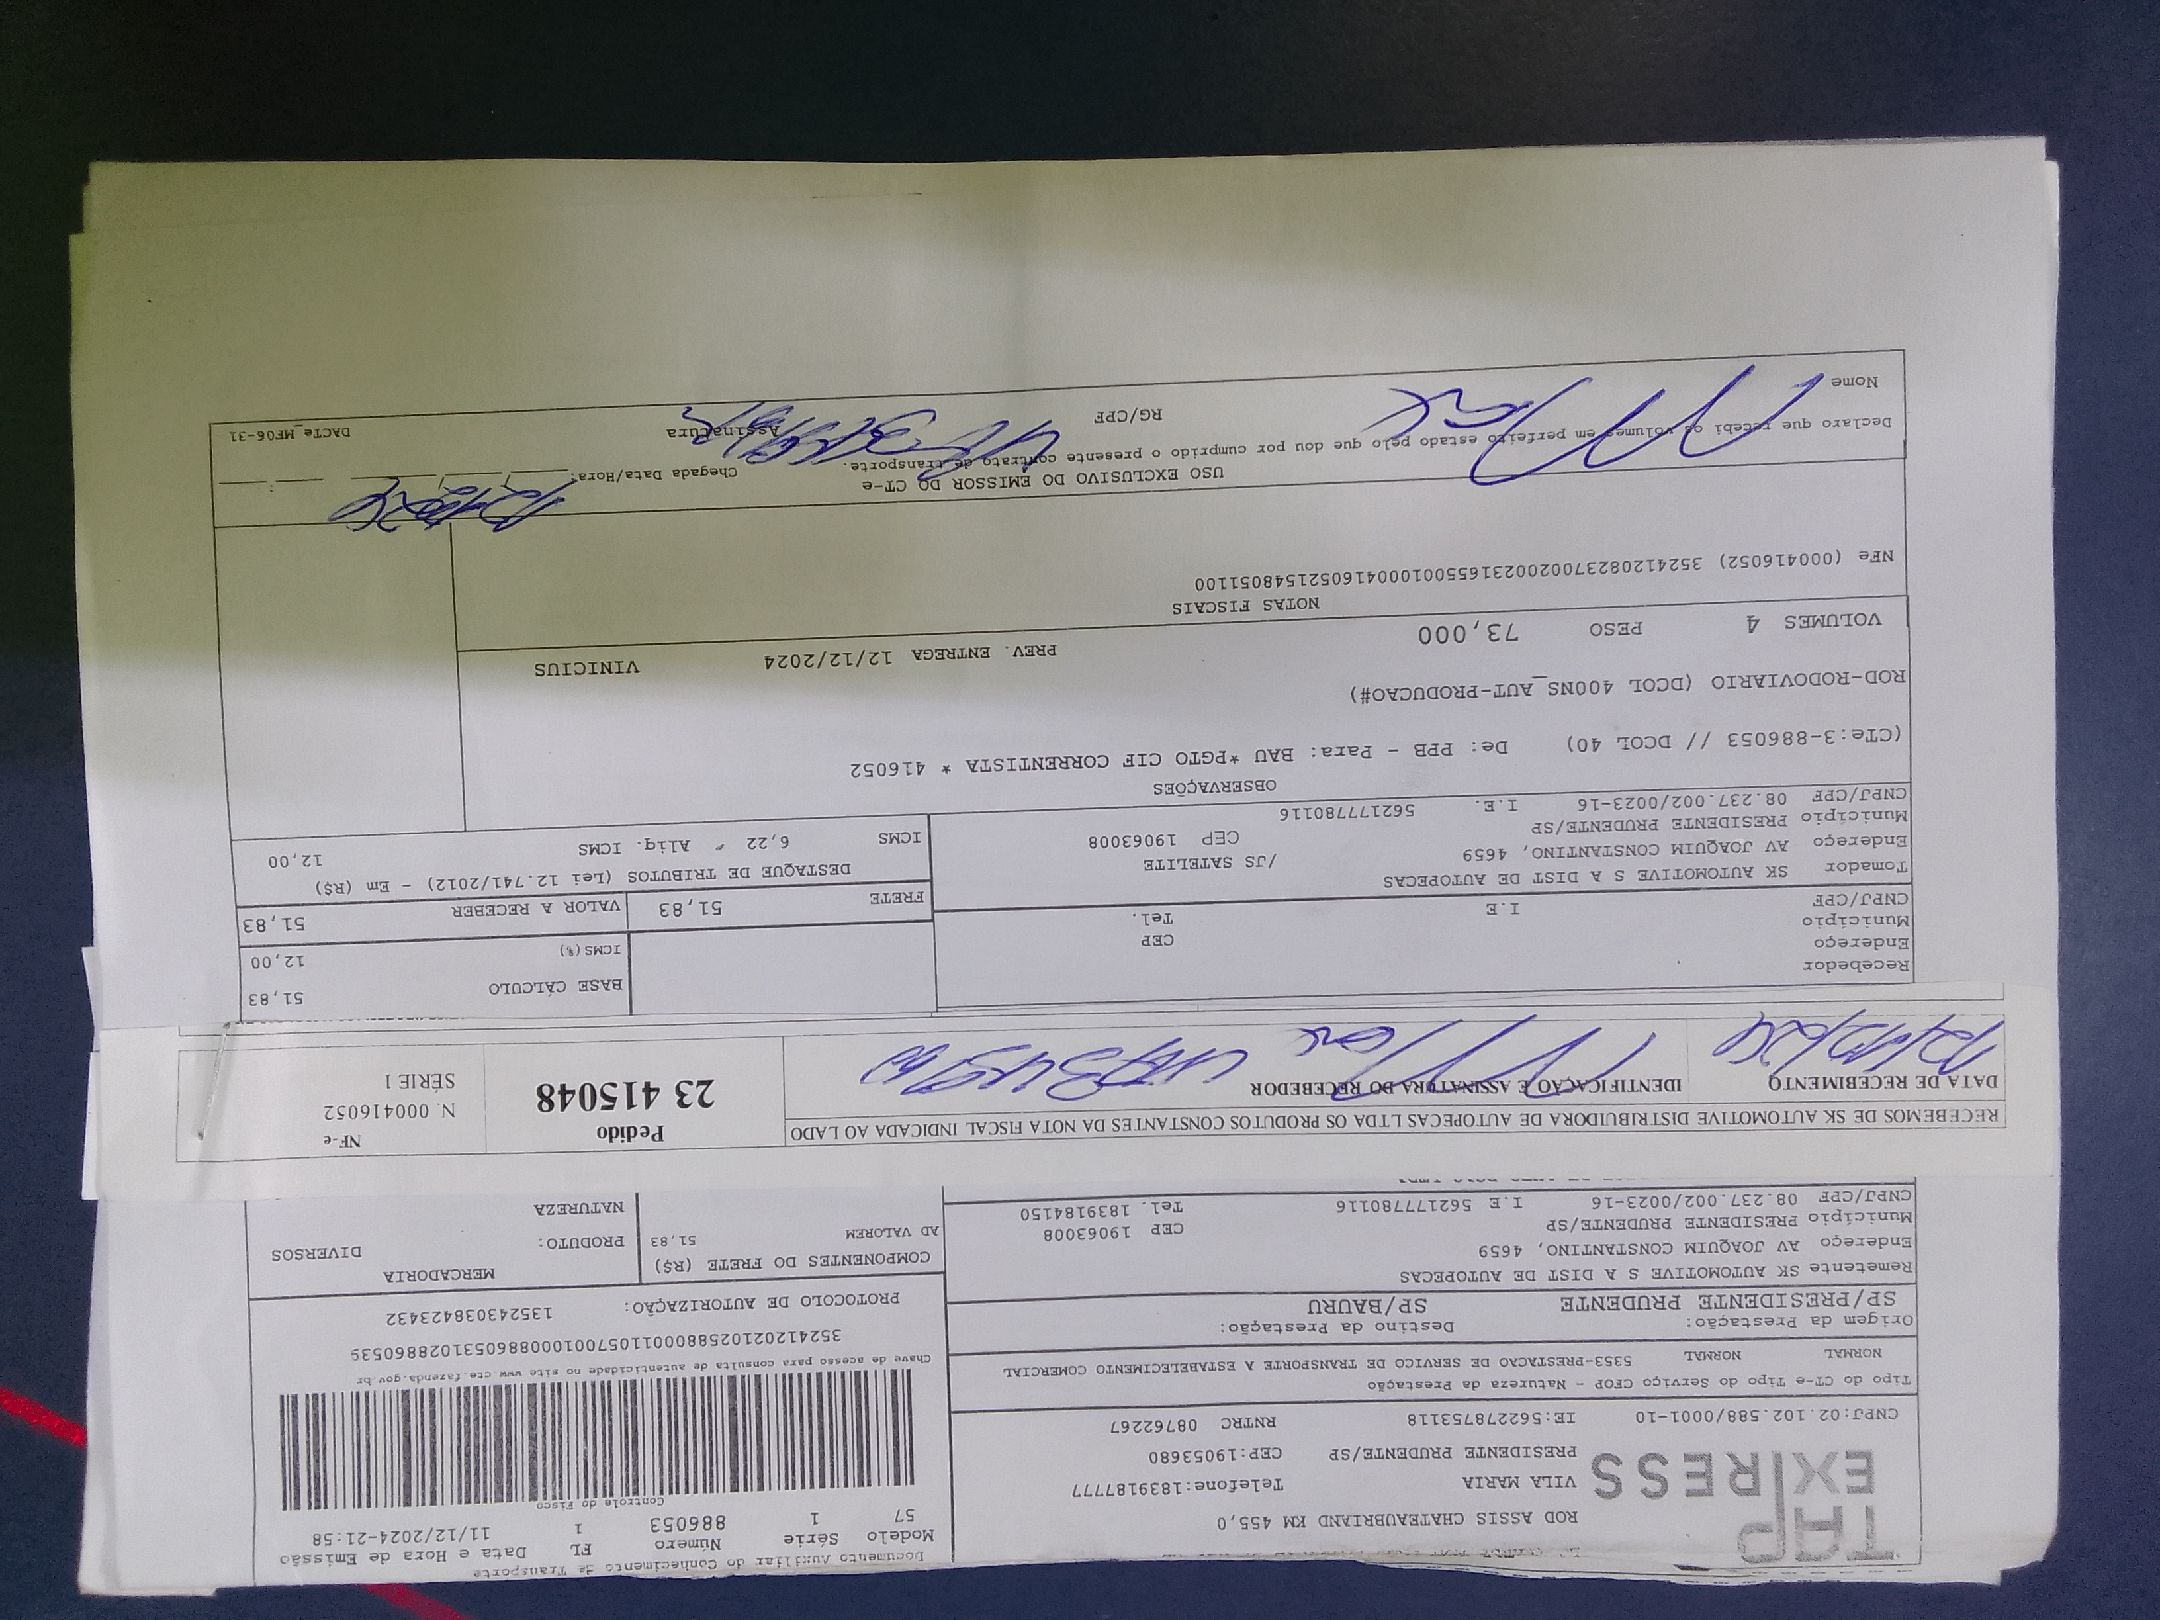 Documento Auxiliar do Conhecimento de Transporte
Modelo Série Número FL Data e Hora de Emissão
57 1 886053 1 11/12/2024-21:58
Controle do Fisco
TAP
EXPRESS
ROD ASSIS CHATEAUBRIAND KM 455,0
VILA MARIA Telefone:1839187777
PRESIDENTE PRUDENTE/SP CEP:19053680
CNPJ:02.102.588/0001-10 IE:562278753118 RNTRC 08762267
Chave de acesso para consulta de autenticidade no site www.cte.fazenda.gov.br
35241202102588000110570010008860531028860539
PROTOCOLO DE AUTORIZAÇÃO: 135243038423432
Tipo do CT-e Tipo do Serviço CFOP - Natureza da Prestação
NORMAL NORMAL 5353-PRESTACAO DE SERVICO DE TRANSPORTE A ESTABELECIMENTO COMERCIAL
Origem da Prestação: Destino da Prestação:
SP/PRESIDENTE PRUDENTE SP/BAURU
Remetente SK AUTOMOTIVE S A DIST DE AUTOPECAS
Endereço AV JOAQUIM CONSTANTINO, 4659
Município PRESIDENTE PRUDENTE/SP CEP 19063008
CNPJ/CPF 08.237.002/0023-16 I.E 56217780116 Tel. 1839184150
COMPONENTES DO FRETE (R$)
AD VALOREM 51,83
MERCADORIA
PRODUTO: DIVERSOS
NATUREZA
RECEBEMOS DE SK AUTOMOTIVE DISTRIBUIDORA DE AUTOPECAS LTDA OS PRODUTOS CONSTANTES DA NOTA FISCAL INDICADA AO LADO
DATA DE RECEBIMENTO IDENTIFICAÇÃO E ASSINATURA DO RECEBEDOR
12/12/24
Pedido
23 415048
NF-e
N. 000416052
SÉRIE 1
Recebedor
Endereço CEP
Município Tel.
CNPJ/CPF I.E
BASE CÁLCULO 51,83
ICMS(%) 12,00
FRETE 51,83 VALOR A RECEBER 51,83
Tomador SK AUTOMOTIVE S A DIST DE AUTOPECAS
Endereço AV JOAQUIM CONSTANTINO, 4659 /JS SATELITE
Município PRESIDENTE PRUDENTE/SP CEP 19063008
CNPJ/CPF 08.237.002/0023-16 I.E. 56217780116
DESTAQUE DE TRIBUTOS (Lei 12.741/2012) - Em (R$)
ICMS 6,22 Aliq. ICMS 12,00
OBSERVAÇÕES
(CTe:3-886053 // DCOL 40) De: PPB - Para: BAU *PGTO CIF CORRENTISTA * 416052
ROD-RODOVIARIO (DCOL 400NS_AUT-PRODUCAO#)
VOLUMES 4 PESO 73,000 PREV. ENTREGA 12/12/2024 VINICIUS
NOTAS FISCAIS
NFe (000416052) 35241208237002002316550010004160521548051100
USO EXCLUSIVO DO EMISSOR DO CT-e
Declaro que recebi os volumes em perfeito estado pelo que dou por cumprido o presente contrato de transporte.
Chegada Data/Hora:
Nome RG/CPF Assinatura DACTe_MF06-31